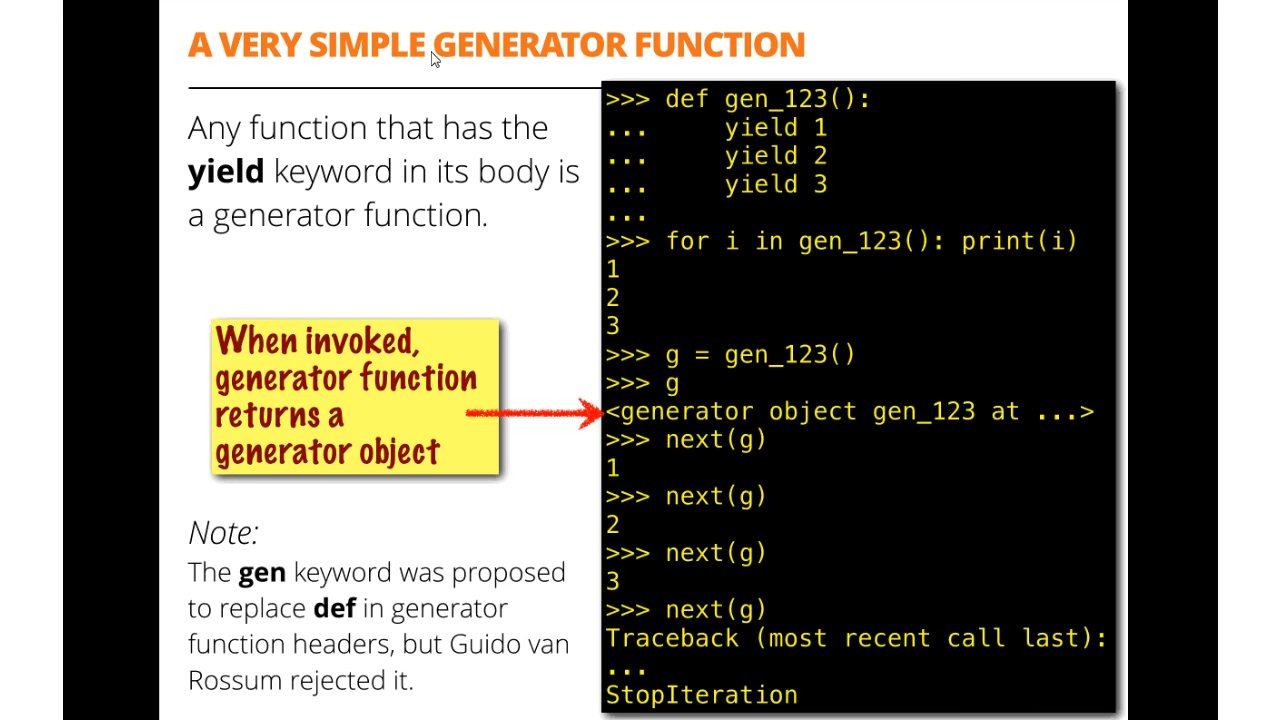 A VERY SIMPLE GENERATOR FUNCTION
Any function that has the
yield keyword in its body is
a generator function.
When invoked,
generator function
returns a
generator object
Note:
The gen keyword was proposed
to replace def in generator
function headers, but Guido van
Rossum rejected it.
>>> def gen_123():
...     yield 1
...     yield 2
...     yield 3
...
>>> for i in gen_123(): print(i)
1
2
3
>>> g = gen_123()
>>> g
<generator object gen_123 at ...>
>>> next(g)
1
>>> next(g)
2
>>> next(g)
3
>>> next(g)
Traceback (most recent call last):
...
StopIteration